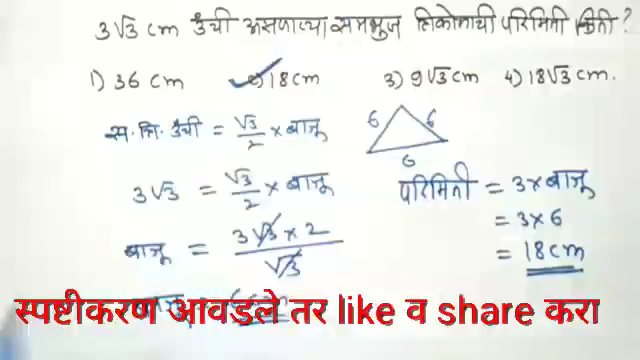 3√3 cm उंची असणाऱ्या समभुज त्रिकोणाची परिमिती किती?
1) 36 cm 2) 18 cm 3) 9√3 cm 4) 18√3 cm.
स.त्रि. उंची = √3/2 × बाजू
6 6
6
3√3 = √3/2 × बाजू
बाजू = 3√3 × 2 / √3
परिमिती = 3 × बाजू
= 3 × 6
= 18 cm
स्पष्टीकरण आवडले तर like व share करा